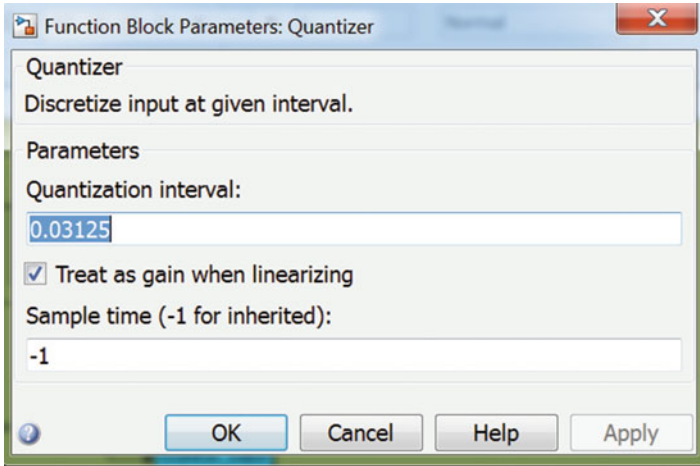 Function Block Parameters: Quantizer
Normal
Quantizer
Discretize input at given interval.
Parameters
Quantization interval:
0.03125
Treat as gain when linearizing
Sample time (-1 for inherited):
-1
OK Cancel Help Apply